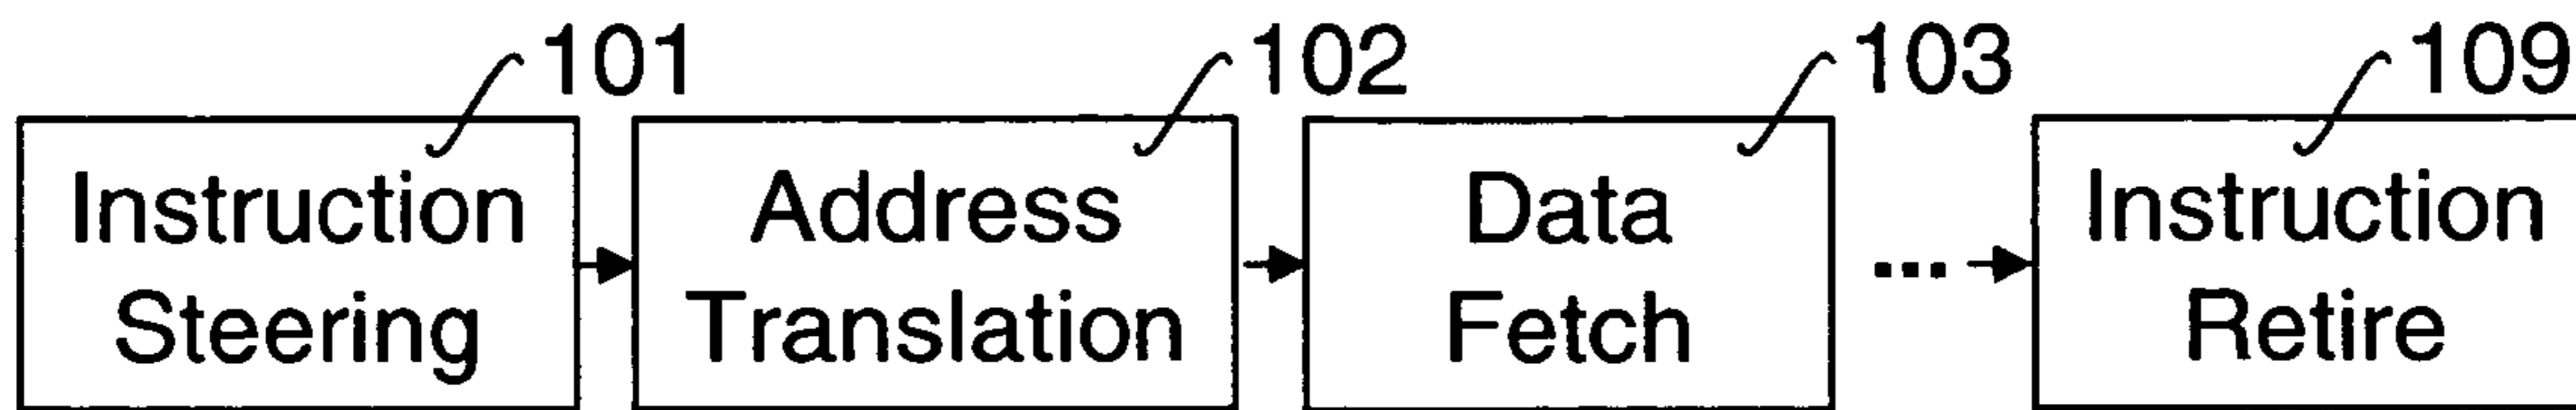 101 102 103 109
Instruction Address Data Instruction
Steering Translation Fetch ... Retire